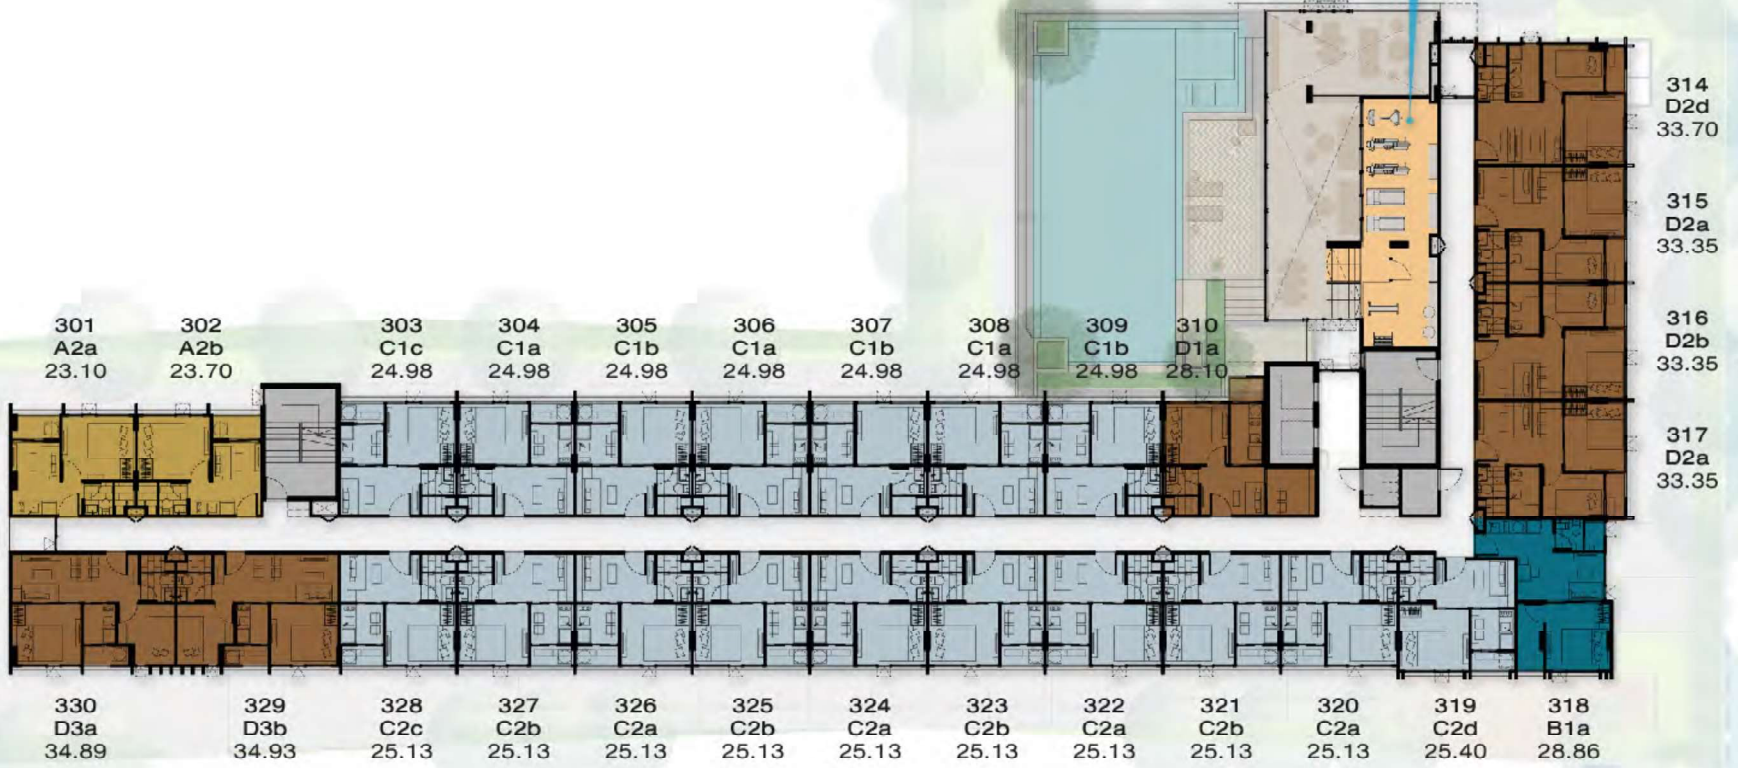 314
D2d
33.70
315
D2a
33.35
316
D2b
33.35
317
D2a
33.35
301
A2a
23.10
302
A2b
23.70
303
C1c
24.98
304
C1a
24.98
305
C1b
24.98
306
C1a
24.98
307
C1b
24.98
308
C1a
24.98
309
C1b
24.98
310
D1a
28.10
330
D3a
34.89
329
D3b
34.93
328
C2c
25.13
327
C2b
25.13
326
C2a
25.13
325
C2b
25.13
324
C2a
25.13
323
C2b
25.13
322
C2a
25.13
321
C2b
25.13
320
C2a
25.13
319
C2d
25.40
318
B1a
28.86